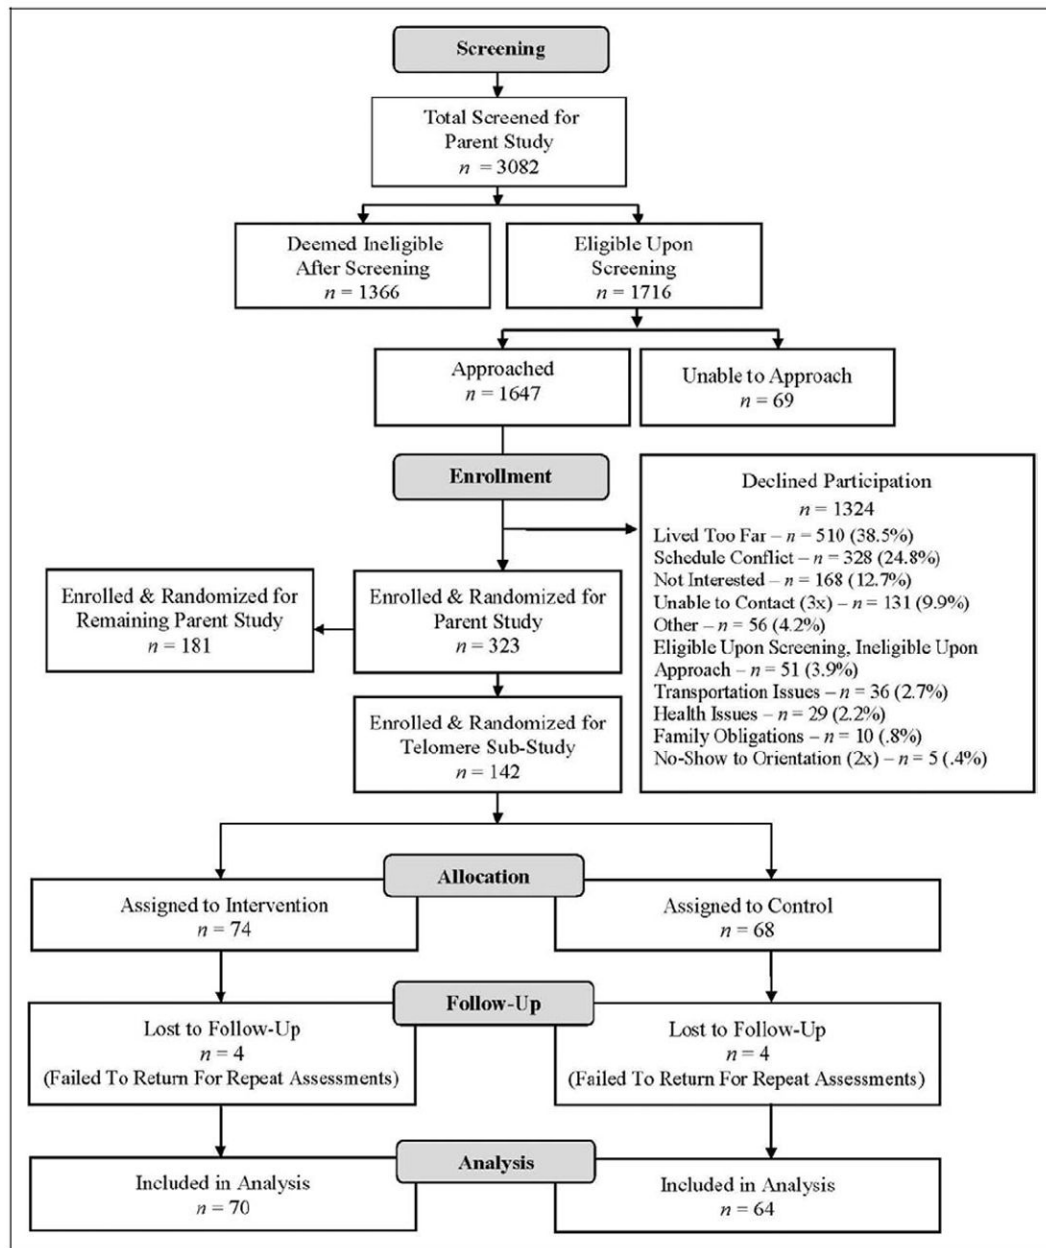 Screening
Total Screened for
Parent Study
n = 3082
Deemed Ineligible
After Screening
n = 1366
Eligible Upon
Screening
n = 1716
Approached
n = 1647
Unable to Approach
n = 69
Enrollment
Declined Participation
n = 1324
Lived Too Far – n = 510 (38.5%)
Schedule Conflict – n = 328 (24.8%)
Not Interested – n = 168 (12.7%)
Unable to Contact (3x) – n = 131 (9.9%)
Other – n = 56 (4.2%)
Eligible Upon Screening, Ineligible Upon
Approach – n = 51 (3.9%)
Transportation Issues – n = 36 (2.7%)
Health Issues – n = 29 (2.2%)
Family Obligations – n = 10 (.8%)
No-Show to Orientation (2x) – n = 5 (.4%)
Enrolled & Randomized for
Remaining Parent Study
n = 181
Enrolled & Randomized for
Parent Study
n = 323
Enrolled & Randomized for
Telomere Sub-Study
n = 142
Allocation
Assigned to Intervention
n = 74
Assigned to Control
n = 68
Follow-Up
Lost to Follow-Up
n = 4
(Failed To Return For Repeat Assessments)
Lost to Follow-Up
n = 4
(Failed To Return For Repeat Assessments)
Analysis
Included in Analysis
n = 70
Included in Analysis
n = 64